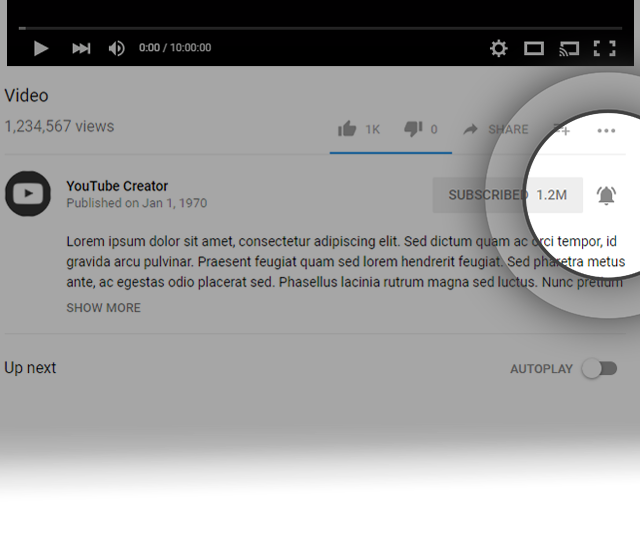 0:00 / 10:00:00
Video
1,234,567 views
1K 0 SHARE
YouTube Creator
Published on Jan 1, 1970
SUBSCRIBED 1.2M
Lorem ipsum dolor sit amet, consectetur adipiscing elit. Sed dictum quam ac orci tempor, id
gravida arcu pulvinar. Praesent feugiat quam sed lorem hendrerit feugiat. Sed pharetra metus
ante, ac egestas odio placerat sed. Phasellus lacinia rutrum magna sed luctus. Nunc pretium
SHOW MORE
Up next
AUTOPLAY